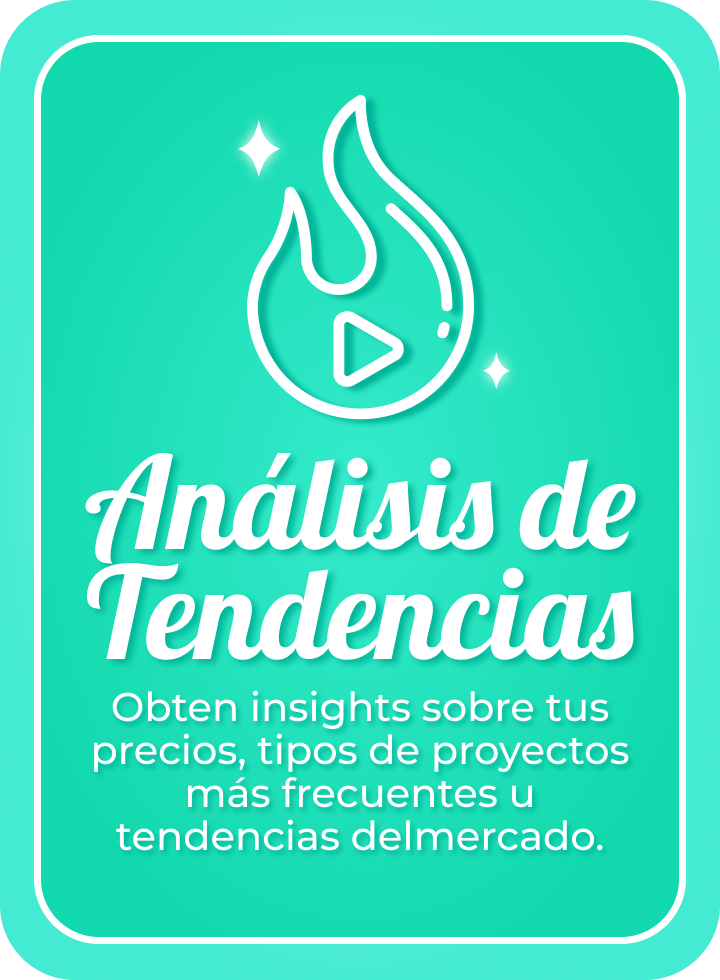 Análisis de
Tendencias
Obten insights sobre tus
precios, tipos de proyectos
más frecuentes u
tendencias delmercado.